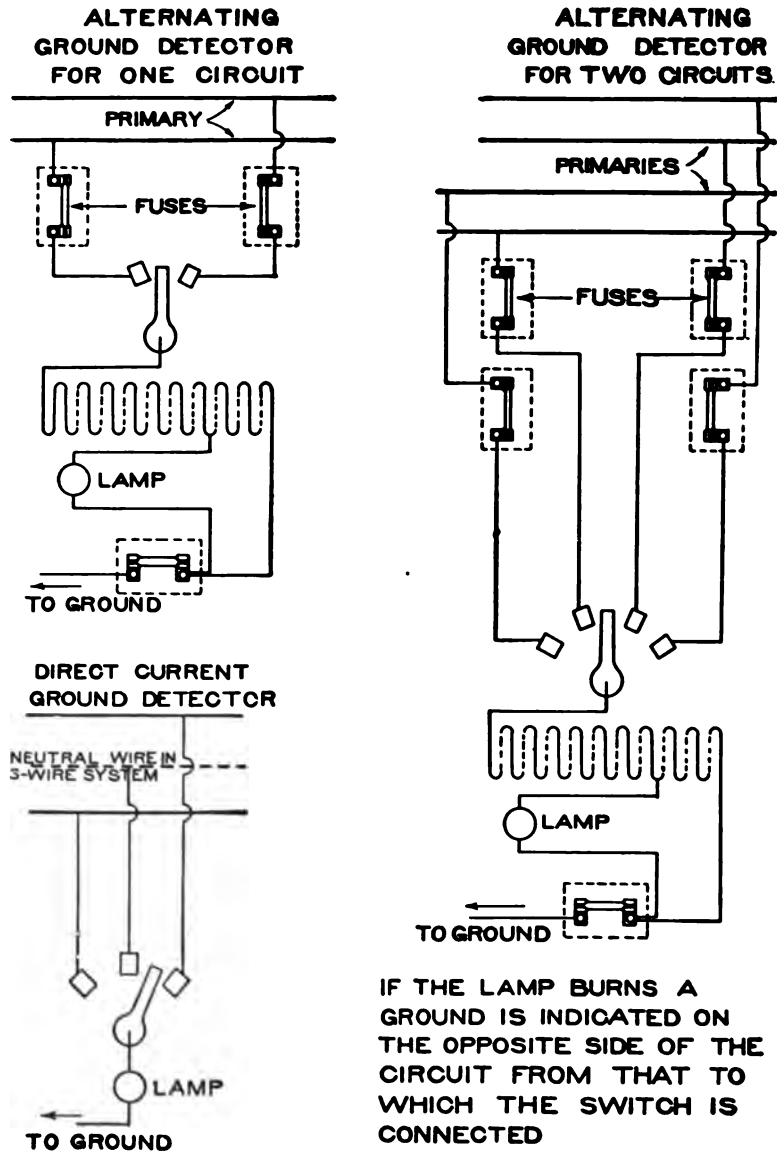 ALTERNATING
GROUND DETECTOR
FOR ONE CIRCUIT
PRIMARY
FUSES
LAMP
TO GROUND
DIRECT CURRENT
GROUND DETECTOR
NEUTRAL WIRE IN
3-WIRE SYSTEM
LAMP
TO GROUND
ALTERNATING
GROUND DETECTOR
FOR TWO CIRCUITS.
PRIMARIES
FUSES
LAMP
TO GROUND
IF THE LAMP BURNS A
GROUND IS INDICATED ON
THE OPPOSITE SIDE OF THE
CIRCUIT FROM THAT TO
WHICH THE SWITCH IS
CONNECTED